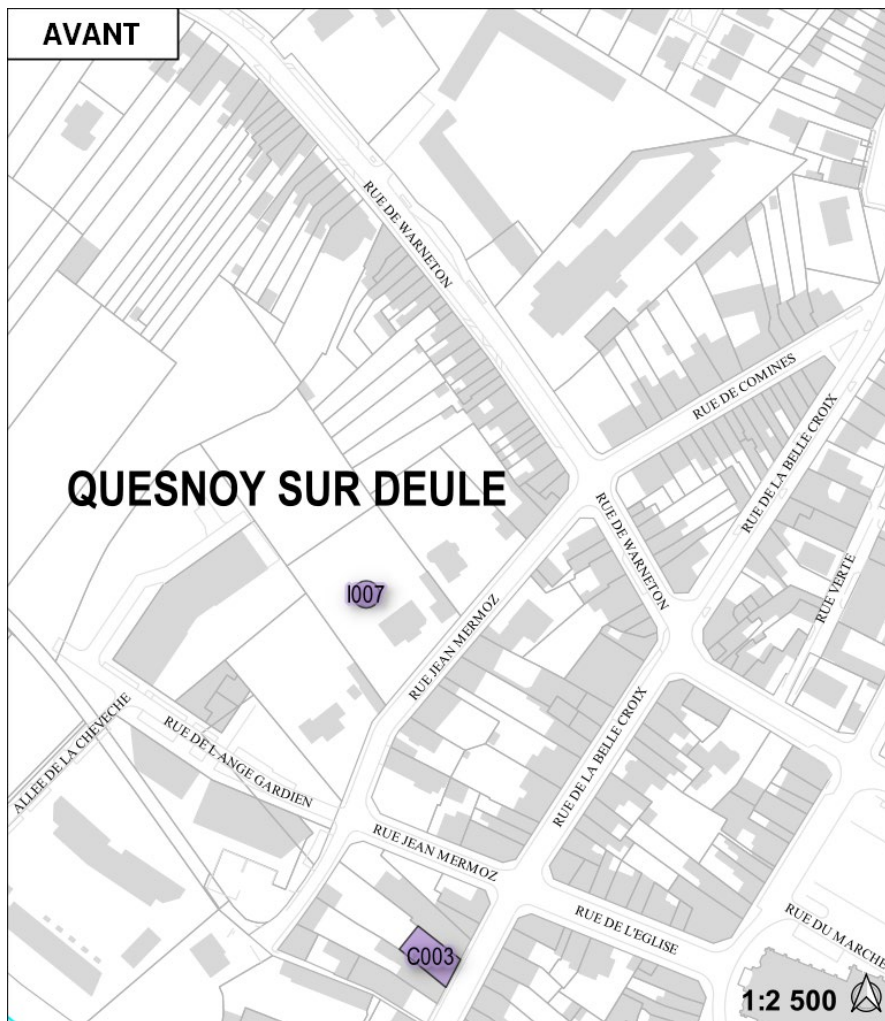 AVANT
RUE DE WARNETON
RUE DE COMINES
RUE DE LA BELLE CROIX
QUESNOY SUR DEULE
RUE DE WARNETON
RUE VERTE
I007
RUE JEAN MERMOZ
RUE DE LA BELLE CROIX
ALLEE DE LA CHEVECHE
RUE DE L'ANGE GARDIEN
RUE JEAN MERMOZ
RUE DE L'EGLISE
RUE DU MARCHE
C003
1:2 500